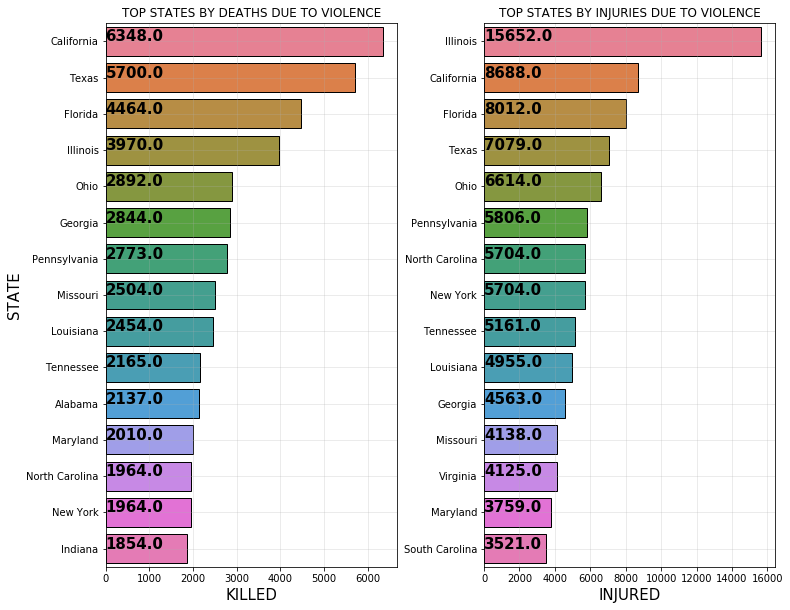 TOP STATES BY DEATHS DUE TO VIOLENCE
California 6348.0
Texas 5700.0
Florida 4464.0
Illinois 3970.0
Ohio 2892.0
Georgia 2844.0
Pennsylvania 2773.0
Missouri 2504.0
Louisiana 2454.0
Tennessee 2165.0
Alabama 2137.0
Maryland 2010.0
North Carolina 1964.0
New York 1964.0
Indiana 1854.0
0 1000 2000 3000 4000 5000 6000
KILLED
STATE
TOP STATES BY INJURIES DUE TO VIOLENCE
Illinois 15652.0
California 8688.0
Florida 8012.0
Texas 7079.0
Ohio 6614.0
Pennsylvania 5806.0
North Carolina 5704.0
New York 5704.0
Tennessee 5161.0
Louisiana 4955.0
Georgia 4563.0
Missouri 4138.0
Virginia 4125.0
Maryland 3759.0
South Carolina 3521.0
0 2000 4000 6000 8000 10000 12000 14000 16000
INJURED